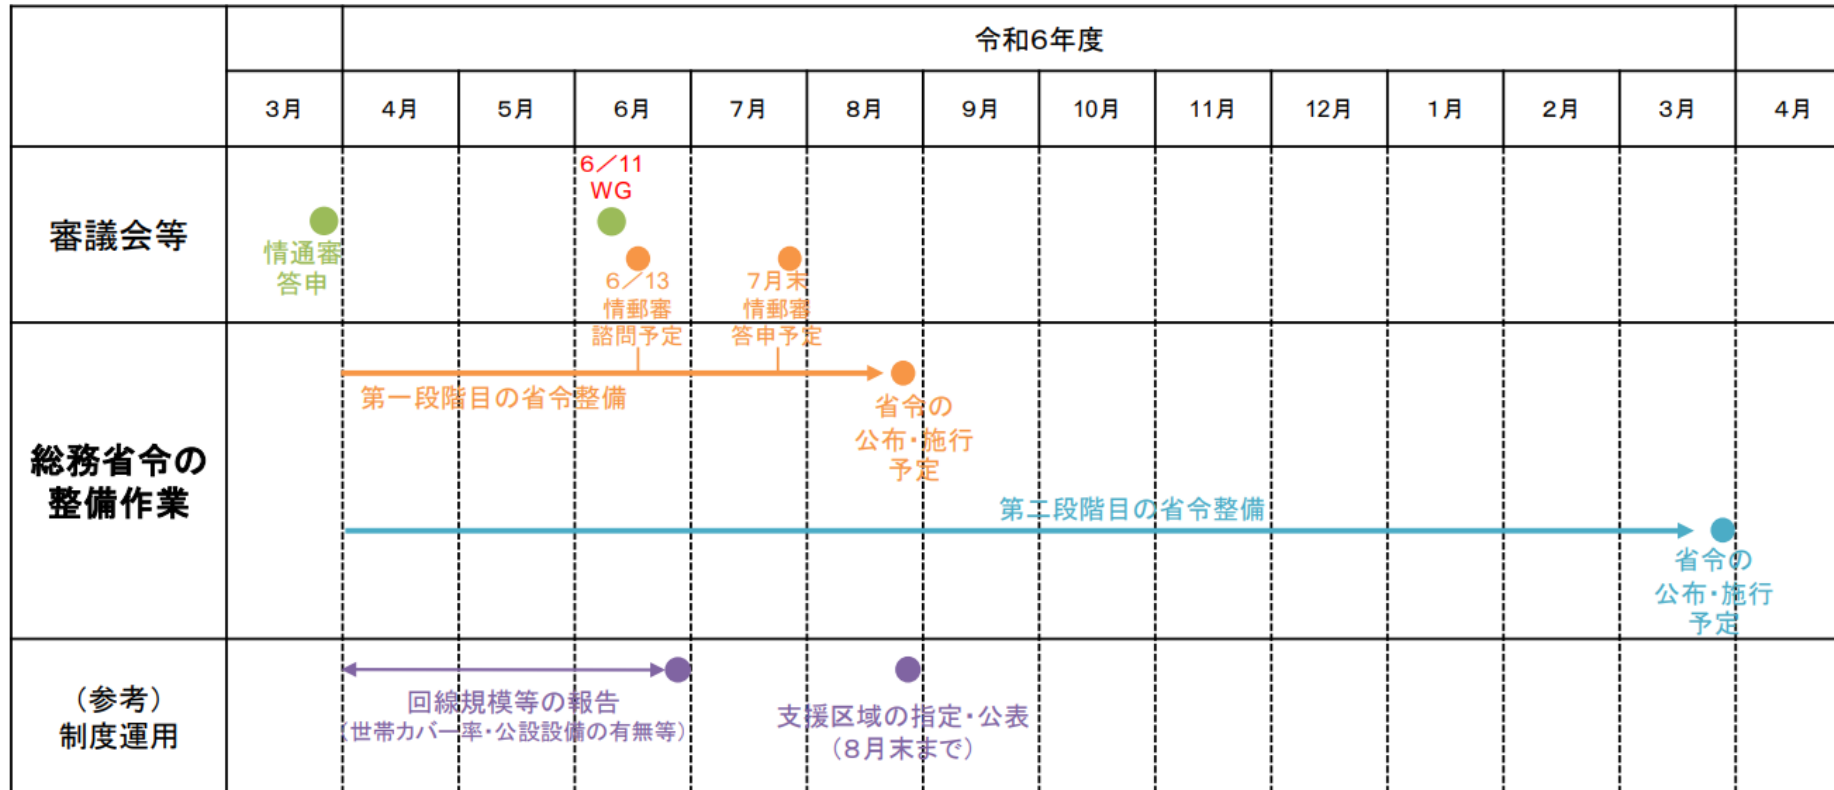 令和6年度
3月
4月
5月
6月
7月
8月
9月
10月
11月
12月
1月
2月
3月
4月
審議会等
情通審
答申
6／11
WG
6／13
情郵審
諮問予定
7月末
情郵審
答申予定
総務省令の
整備作業
第一段階目の省令整備
省令の
公布・施行
予定
第二段階目の省令整備
省令の
公布・施行
予定
（参考）
制度運用
回線規模等の報告
（世帯カバー率・公設設備の有無等）
支援区域の指定・公表
（8月末まで）